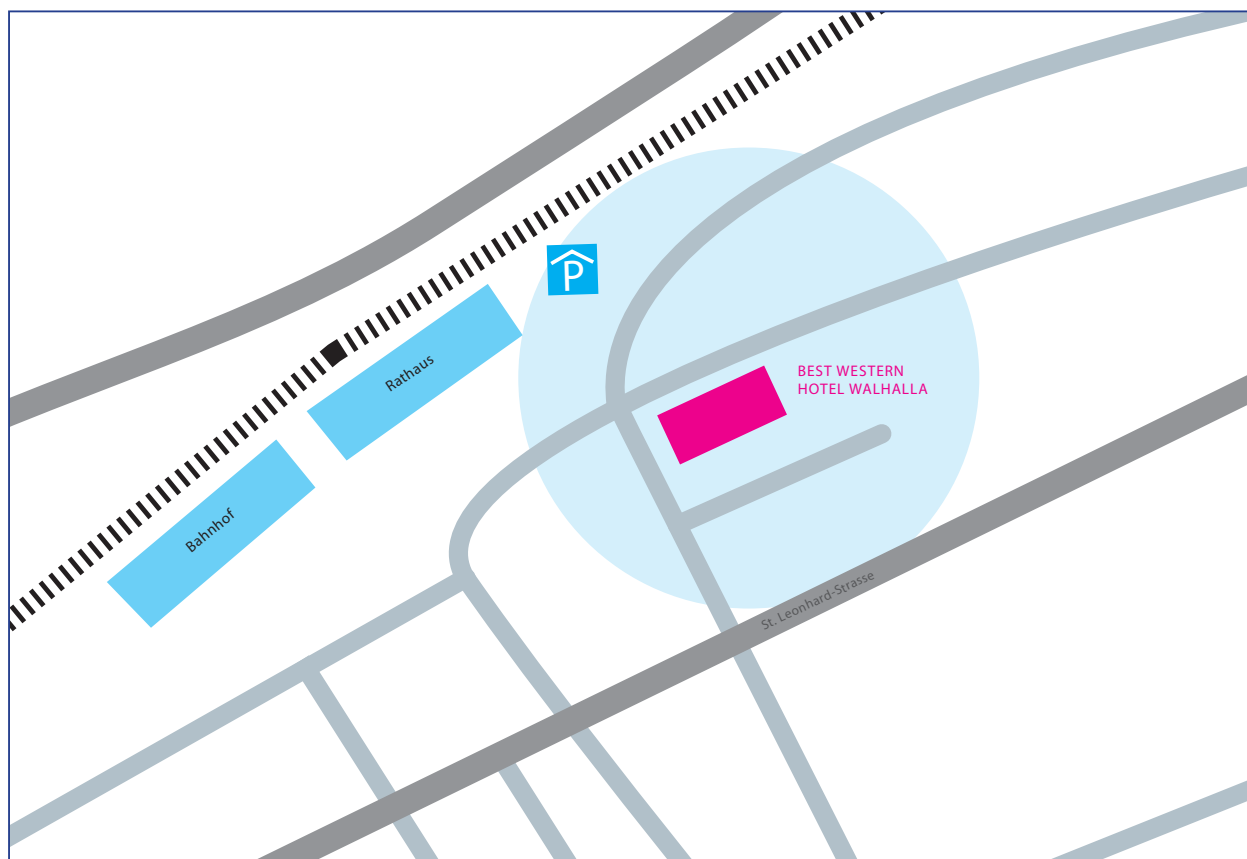 P
Rathaus
BEST WESTERN
HOTEL WALHALLA
Bahnhof
St. Leonhard-Strasse